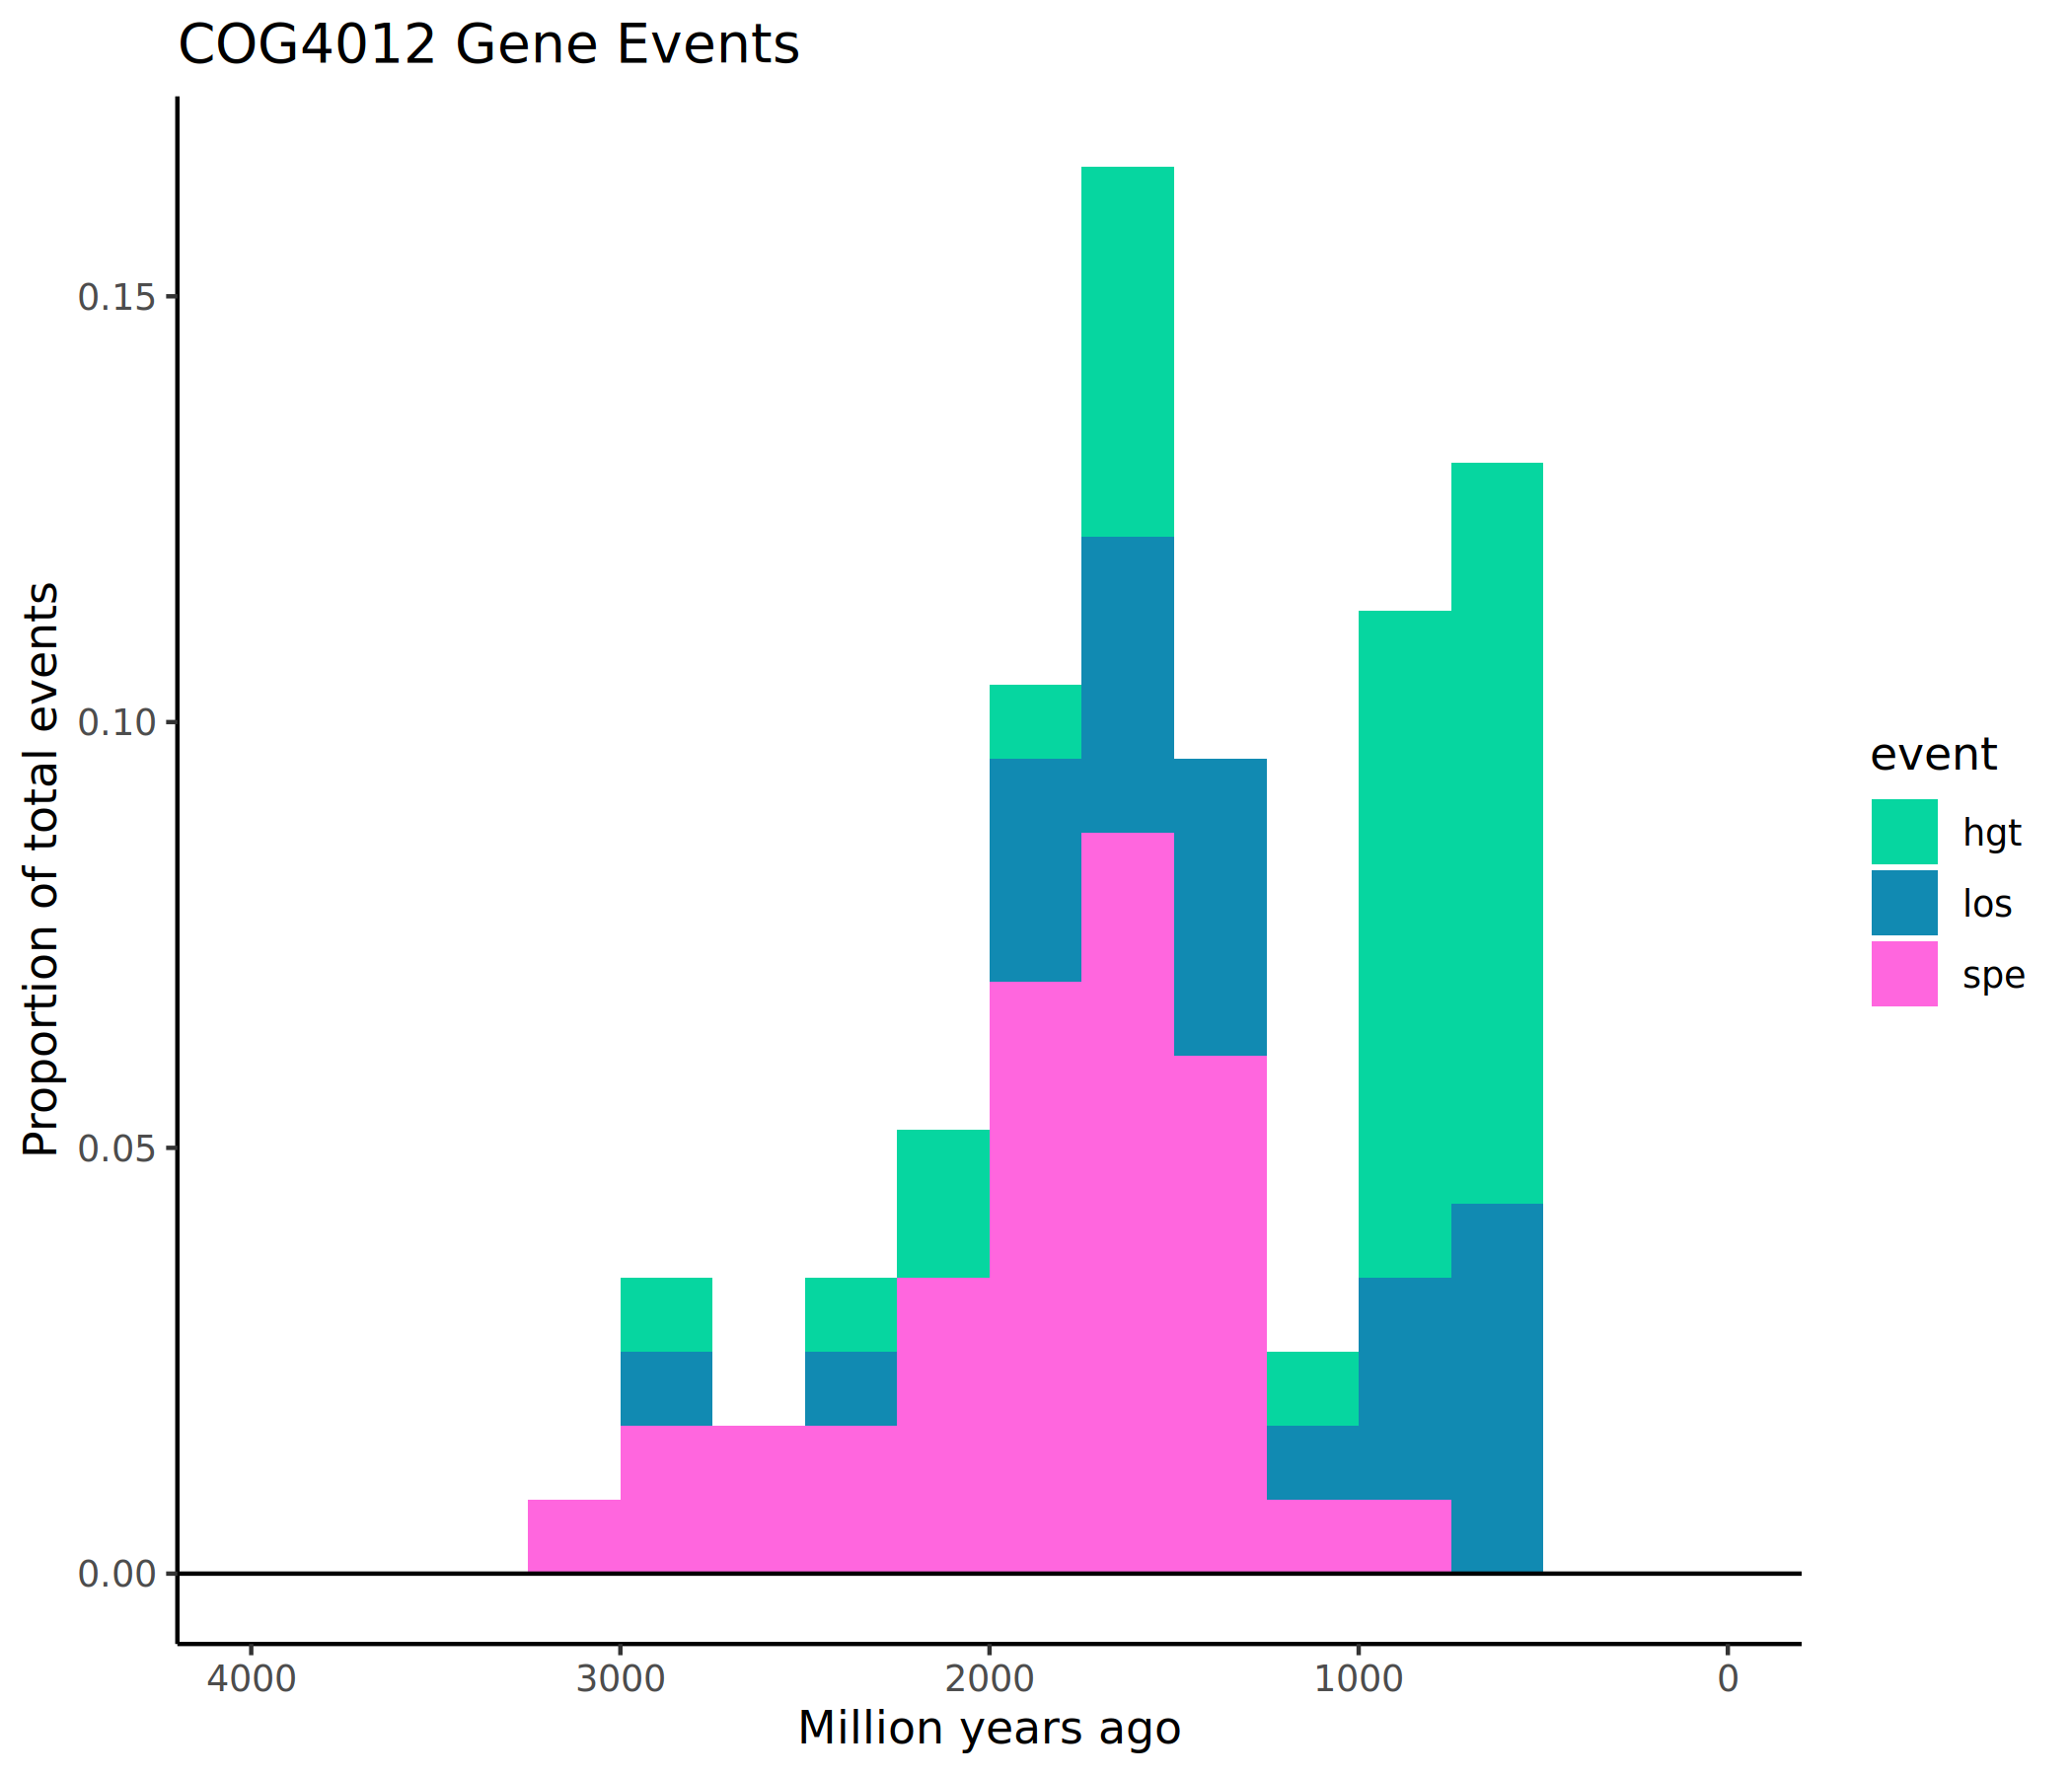 COG4012 Gene Events
Proportion of total events
0.15
0.10
0.05
0.00
4000 3000 2000 1000 0
Million years ago
event
hgt
los
spe